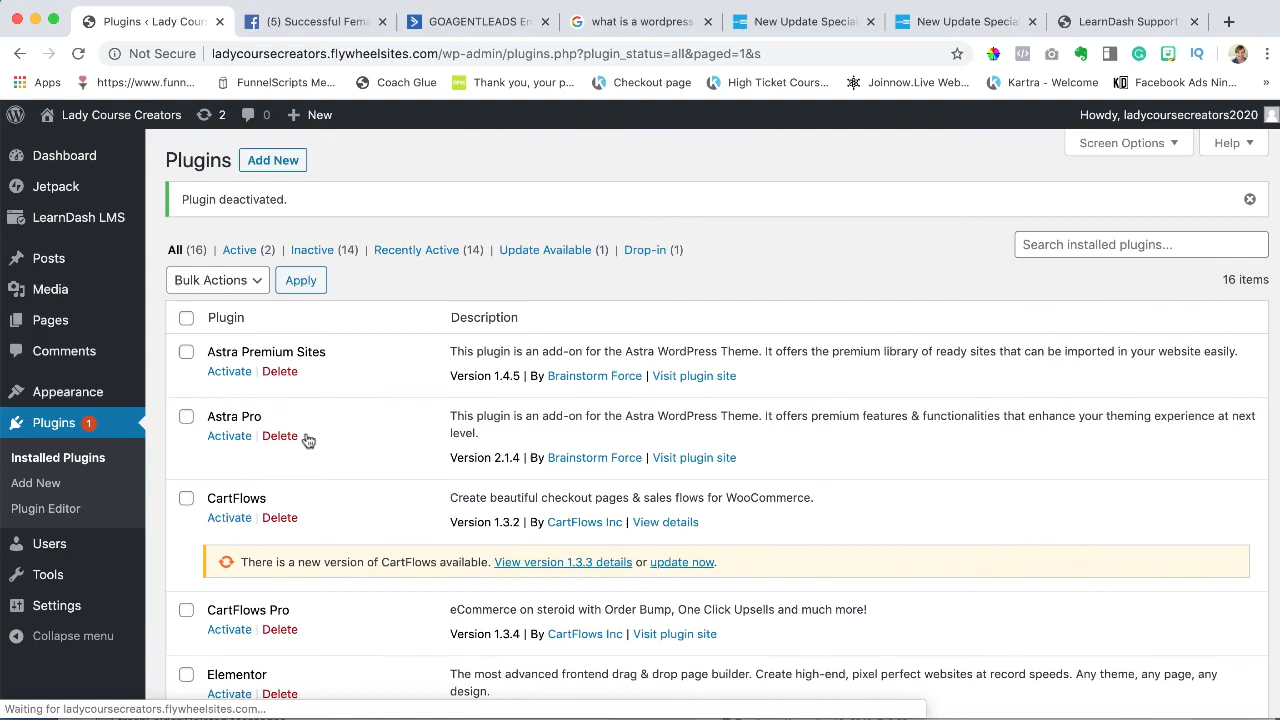 Plugins ‹ Lady Cours
(5) Successful Fema
GOAGENTLEADS Em
what is a wordpress
New Update Special
New Update Special
LearnDash Support
Not Secure
ladycoursecreators.flywheelsites.com/wp-admin/plugins.php?plugin_status=all&paged=1&s
Apps
https://www.funn...
FunnelScripts Me...
Coach Glue
Thank you, your p...
Checkout page
High Ticket Cours...
Joinnow.Live Web...
Kartra - Welcome
Facebook Ads Nin...
»
Lady Course Creators
2
0
New
Howdy, ladycoursecreators2020
Dashboard
Jetpack
LearnDash LMS
Posts
Media
Pages
Comments
Appearance
Plugins 1
Installed Plugins
Add New
Plugin Editor
Users
Tools
Settings
Collapse menu
Screen Options
Help
Plugins
Add New
Plugin deactivated.
All (16) | Active (2) | Inactive (14) | Recently Active (14) | Update Available (1) | Drop-in (1)
Search installed plugins...
Bulk Actions
Apply
16 items
Plugin
Description
Astra Premium Sites
Activate | Delete
This plugin is an add-on for the Astra WordPress Theme. It offers the premium library of ready sites that can be imported in your website easily.
Version 1.4.5 | By Brainstorm Force | Visit plugin site
Astra Pro
Activate | Delete
This plugin is an add-on for the Astra WordPress Theme. It offers premium features & functionalities that enhance your theming experience at next
level.
Version 2.1.4 | By Brainstorm Force | Visit plugin site
CartFlows
Activate | Delete
Create beautiful checkout pages & sales flows for WooCommerce.
Version 1.3.2 | By CartFlows Inc | View details
There is a new version of CartFlows available. View version 1.3.3 details or update now.
CartFlows Pro
Activate | Delete
eCommerce on steroid with Order Bump, One Click Upsells and much more!
Version 1.3.4 | By CartFlows Inc | Visit plugin site
Elementor
Activate | Delete
The most advanced frontend drag & drop page builder. Create high-end, pixel perfect websites at record speeds. Any theme, any page, any
design.
Waiting for ladycoursecreators.flywheelsites.com...